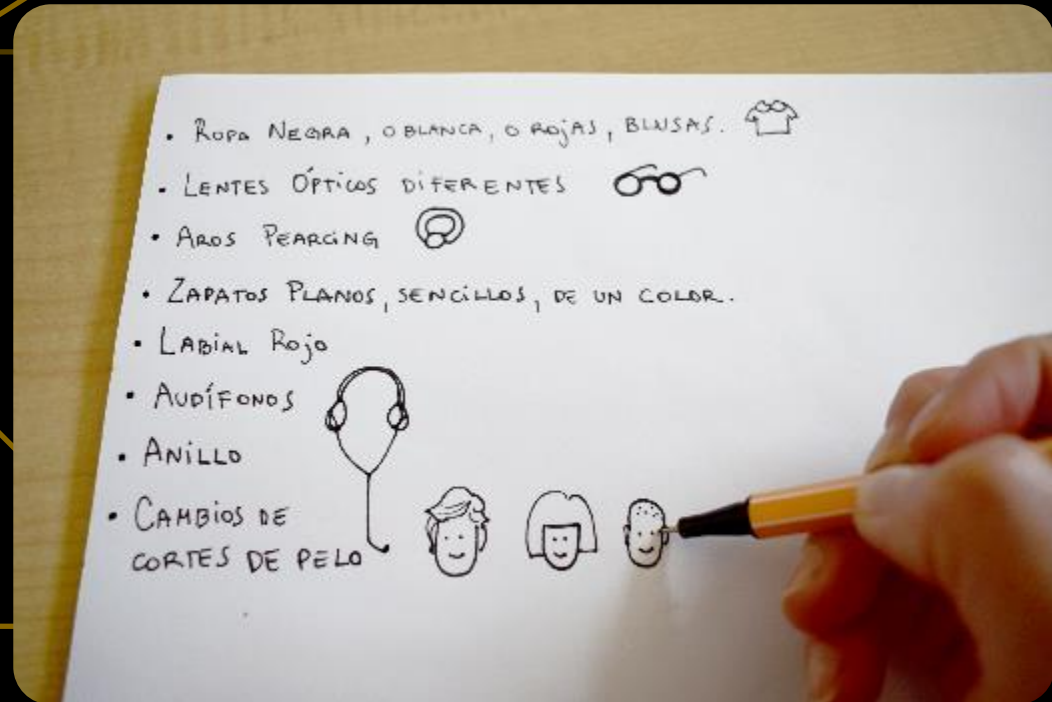 • Ropa Negra, o blanca, o rojas, blusas.
• Lentes Ópticos diferentes
• Aros Pearcing
• Zapatos Planos, sencillos, de un color.
• Labial Rojo
• Audífonos
• Anillo
• Cambios de
cortes de pelo